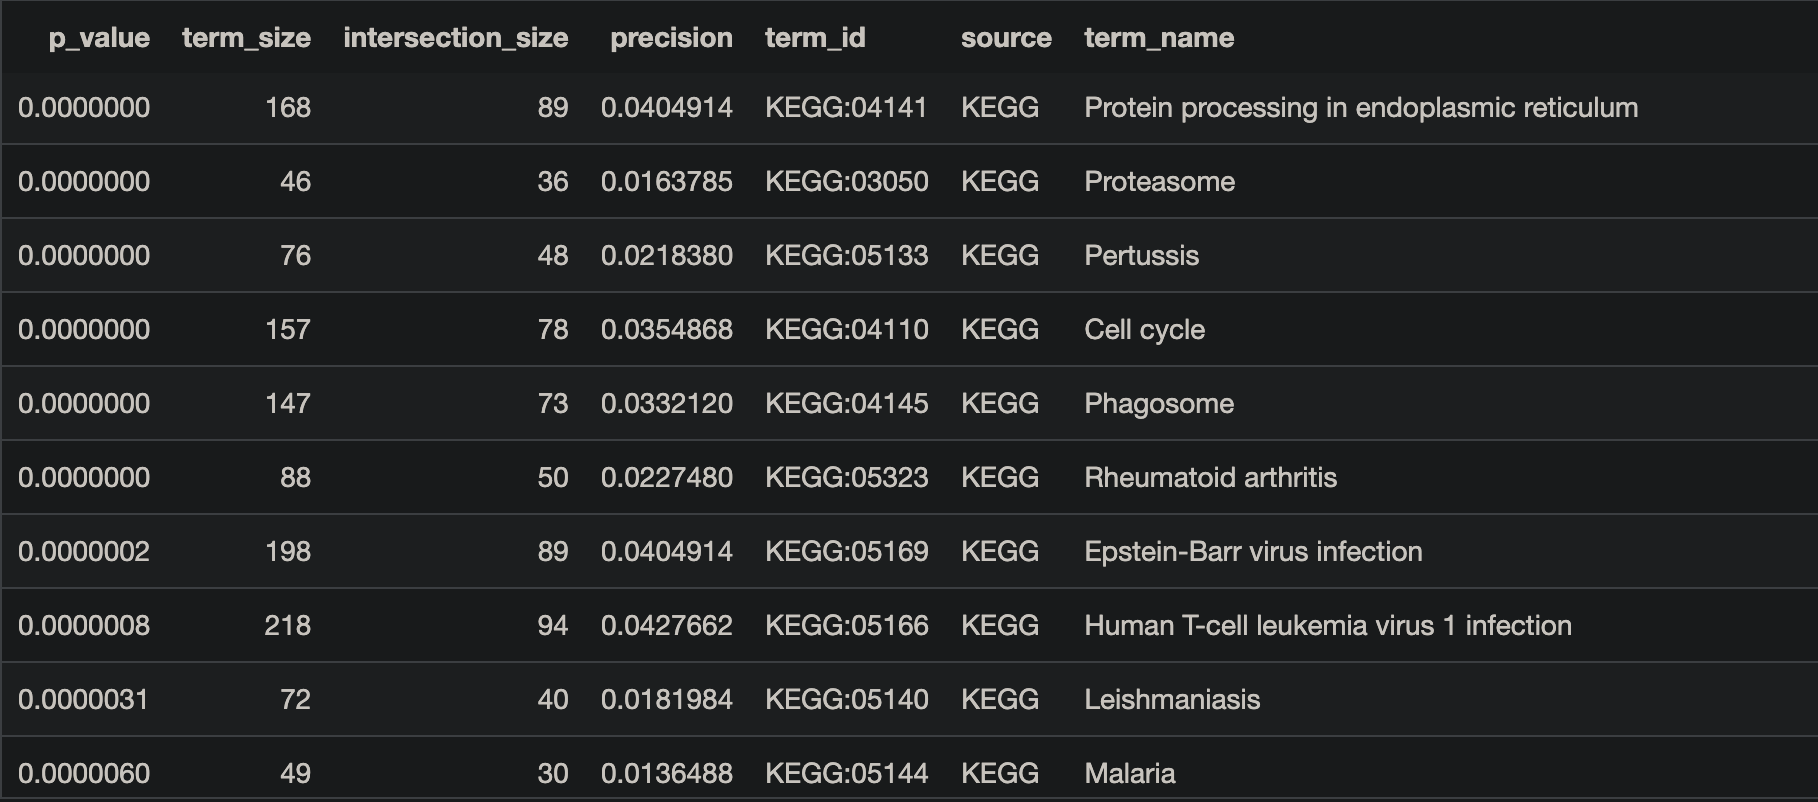 p_value term_size intersection_size precision term_id source term_name
0.0000000 168 89 0.0404914 KEGG:04141 KEGG Protein processing in endoplasmic reticulum
0.0000000 46 36 0.0163785 KEGG:03050 KEGG Proteasome
0.0000000 76 48 0.0218380 KEGG:05133 KEGG Pertussis
0.0000000 157 78 0.0354868 KEGG:04110 KEGG Cell cycle
0.0000000 147 73 0.0332120 KEGG:04145 KEGG Phagosome
0.0000000 88 50 0.0227480 KEGG:05323 KEGG Rheumatoid arthritis
0.0000002 198 89 0.0404914 KEGG:05169 KEGG Epstein-Barr virus infection
0.0000008 218 94 0.0427662 KEGG:05166 KEGG Human T-cell leukemia virus 1 infection
0.0000031 72 40 0.0181984 KEGG:05140 KEGG Leishmaniasis
0.0000060 49 30 0.0136488 KEGG:05144 KEGG Malaria